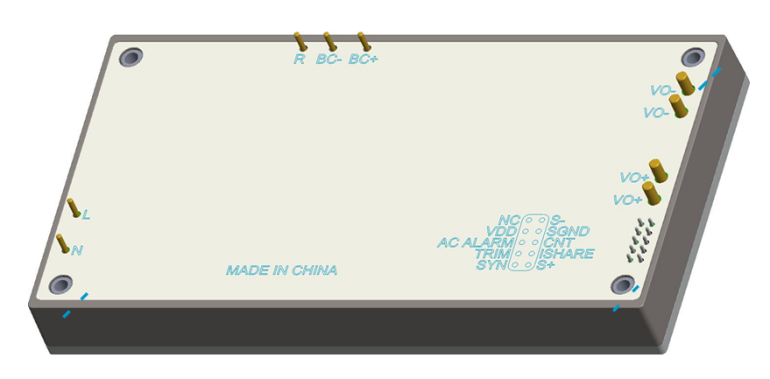 R BC- BC+
VO-
VO-
VO+
VO+
L
N
NC S-
VDD SGND
AC ALARM CNT
TRIM ISHARE
SYN S+
MADE IN CHINA